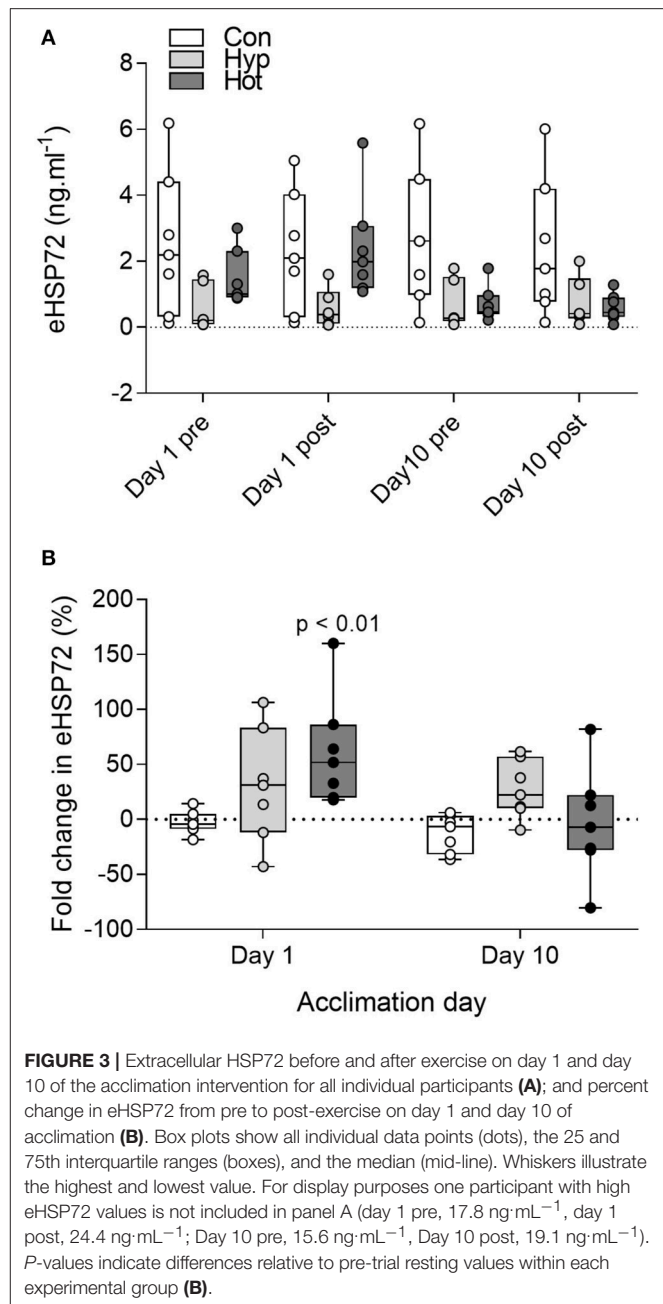 A
Con
Hyp
Hot
8
6
4
2
0
-2
eHSP72 (ng.ml⁻¹)
Day 1 pre
Day 1 post
Day10 pre
Day 10 post
B
200
150
100
50
0
-50
-100
Fold change in eHSP72 (%)
p < 0.01
Day 1
Day 10
Acclimation day
FIGURE 3 | Extracellular HSP72 before and after exercise on day 1 and day
10 of the acclimation intervention for all individual participants (A); and percent
change in eHSP72 from pre to post-exercise on day 1 and day 10 of
acclimation (B). Box plots show all individual data points (dots), the 25 and
75th interquartile ranges (boxes), and the median (mid-line). Whiskers illustrate
the highest and lowest value. For display purposes one participant with high
eHSP72 values is not included in panel A (day 1 pre, 17.8 ng·mL⁻¹, day 1
post, 24.4 ng·mL⁻¹; Day 10 pre, 15.6 ng·mL⁻¹, Day 10 post, 19.1 ng·mL⁻¹).
P-values indicate differences relative to pre-trial resting values within each
experimental group (B).